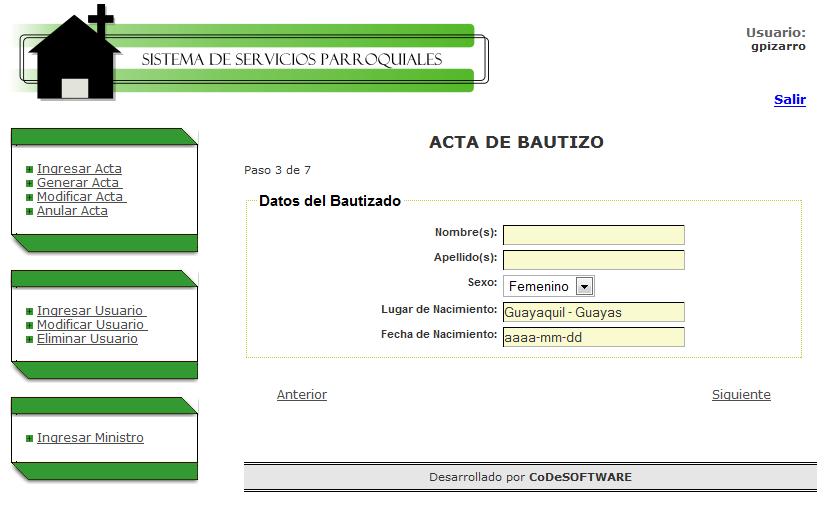 SISTEMA DE SERVICIOS PARROQUIALES
Usuario:
gpizarro
Salir
Ingresar Acta
Generar Acta
Modificar Acta
Anular Acta
Ingresar Usuario
Modificar Usuario
Eliminar Usuario
Ingresar Ministro
ACTA DE BAUTIZO
Paso 3 de 7
Datos del Bautizado
Nombre(s):
Apellido(s):
Sexo: Femenino
Lugar de Nacimiento: Guayaquil - Guayas
Fecha de Nacimiento: aaaa-mm-dd
Anterior Siguiente
Desarrollado por CoDeSOFTWARE